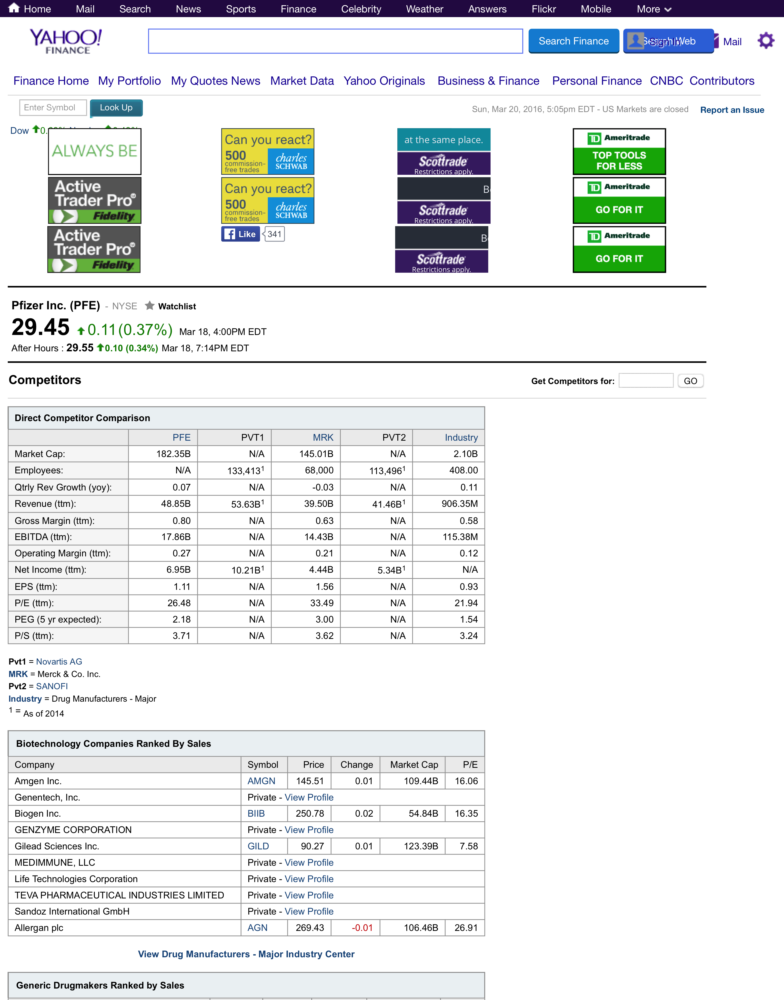 Home Mail Search News Sports Finance Celebrity Weather Answers Flickr Mobile More
YAHOO!
FINANCE
Search Finance
Sign In
Search Web
Mail
Finance Home My Portfolio My Quotes News Market Data Yahoo Originals Business & Finance Personal Finance CNBC Contributors
Enter Symbol Look Up
Sun, Mar 20, 2016, 5:05pm EDT - US Markets are closed Report an Issue
Dow
ALWAYS BE
Can you react?
500
commission-
free trades
charles
SCHWAB
at the same place.
Scottrade
Restrictions apply.
TD Ameritrade
TOP TOOLS
FOR LESS
Active
Trader Pro
Fidelity
Can you react?
500
commission-
free trades
charles
SCHWAB
Scottrade
Restrictions apply.
TD Ameritrade
GO FOR IT
Active
Trader Pro
Fidelity
Like 341
Scottrade
Restrictions apply.
TD Ameritrade
GO FOR IT
Pfizer Inc. (PFE) - NYSE Watchlist
29.45 0.11(0.37%) Mar 18, 4:00PM EDT
After Hours : 29.55 0.10 (0.34%) Mar 18, 7:14PM EDT
Competitors
Get Competitors for: GO
Direct Competitor Comparison
PFE PVT1 MRK PVT2 Industry
Market Cap: 182.35B N/A 145.01B N/A 2.10B
Employees: N/A 133,413¹ 68,000 113,496¹ 408.00
Qtrly Rev Growth (yoy): 0.07 N/A -0.03 N/A 0.11
Revenue (ttm): 48.85B 53.63B¹ 39.50B 41.46B¹ 906.35M
Gross Margin (ttm): 0.80 N/A 0.63 N/A 0.58
EBITDA (ttm): 17.86B N/A 14.43B N/A 115.38M
Operating Margin (ttm): 0.27 N/A 0.21 N/A 0.12
Net Income (ttm): 6.95B 10.21B¹ 4.44B 5.34B¹ N/A
EPS (ttm): 1.11 N/A 1.56 N/A 0.93
P/E (ttm): 26.48 N/A 33.49 N/A 21.94
PEG (5 yr expected): 2.18 N/A 3.00 N/A 1.54
P/S (ttm): 3.71 N/A 3.62 N/A 3.24
Pvt1 = Novartis AG
MRK = Merck & Co. Inc.
Pvt2 = SANOFI
Industry = Drug Manufacturers - Major
1 = As of 2014
Biotechnology Companies Ranked By Sales
Company Symbol Price Change Market Cap P/E
Amgen Inc. AMGN 145.51 0.01 109.44B 16.06
Genentech, Inc. Private - View Profile
Biogen Inc. BIIB 250.78 0.02 54.84B 16.35
GENZYME CORPORATION Private - View Profile
Gilead Sciences Inc. GILD 90.27 0.01 123.39B 7.58
MEDIMMUNE, LLC Private - View Profile
Life Technologies Corporation Private - View Profile
TEVA PHARMACEUTICAL INDUSTRIES LIMITED Private - View Profile
Sandoz International GmbH Private - View Profile
Allergan plc AGN 269.43 -0.01 106.46B 26.91
View Drug Manufacturers - Major Industry Center
Generic Drugmakers Ranked by Sales